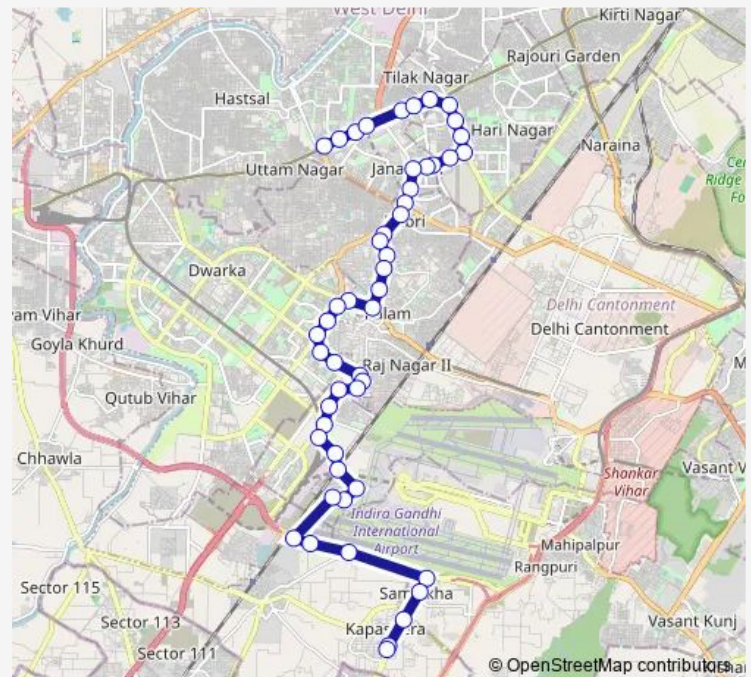 West Delhi
Kirti Nagar
Rajouri Garden
Tilak Nagar
Hastsal
Hari Nagar
Naraina
Uttam Nagar
Ridge
Dwarka
Delhi Cantonment
Delhi Cantonment
Goyla Khurd
Raj Nagar II
Qutub Vihar
Chhawla
Shankar
Vihar
Indira Gandhi
International
Airport
Mahipalpur
Rangpuri
Sector 115
Sector 113
Vasant Kunj
Sector 111
© OpenStreetMap contributors